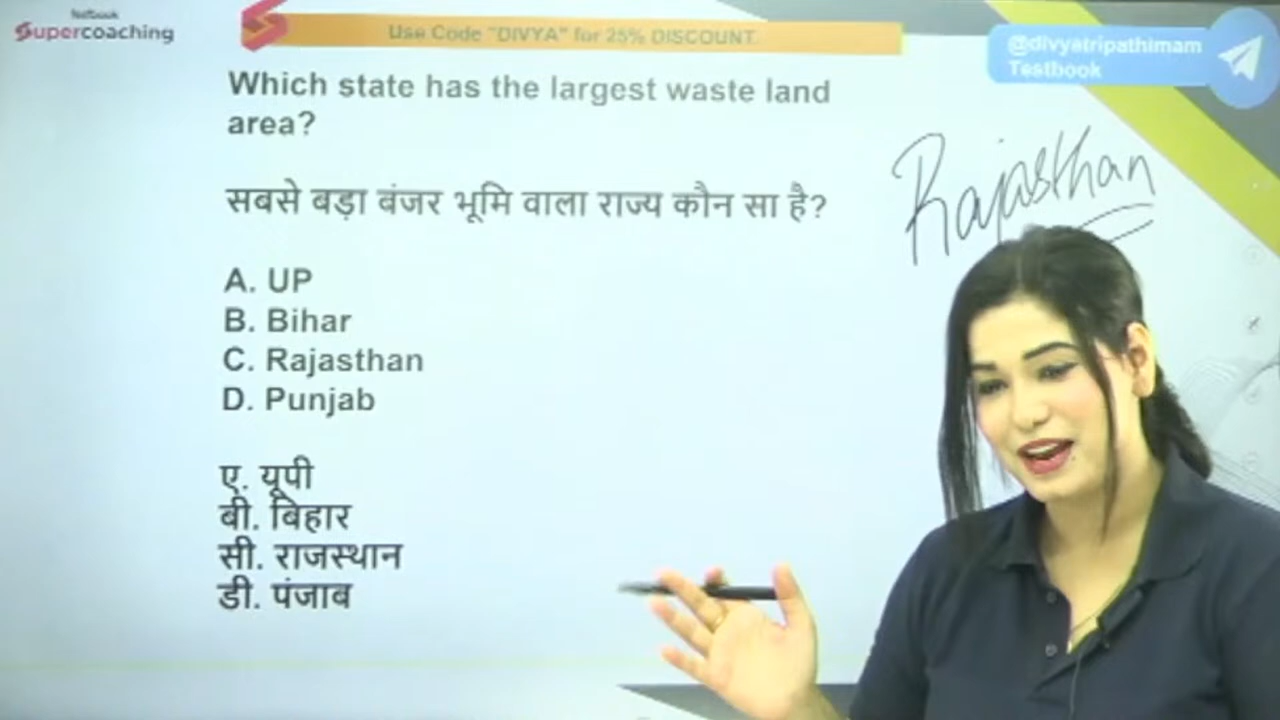 testbook
Supercoaching
Use Code "DIVYA" for 25% DISCOUNT
@divyatripathimam
Testbook
Which state has the largest waste land
area?
Rajasthan
सबसे बड़ा बंजर भूमि वाला राज्य कौन सा है?
A. UP
B. Bihar
C. Rajasthan
D. Punjab
ए. यूपी
बी. बिहार
सी. राजस्थान
डी. पंजाब